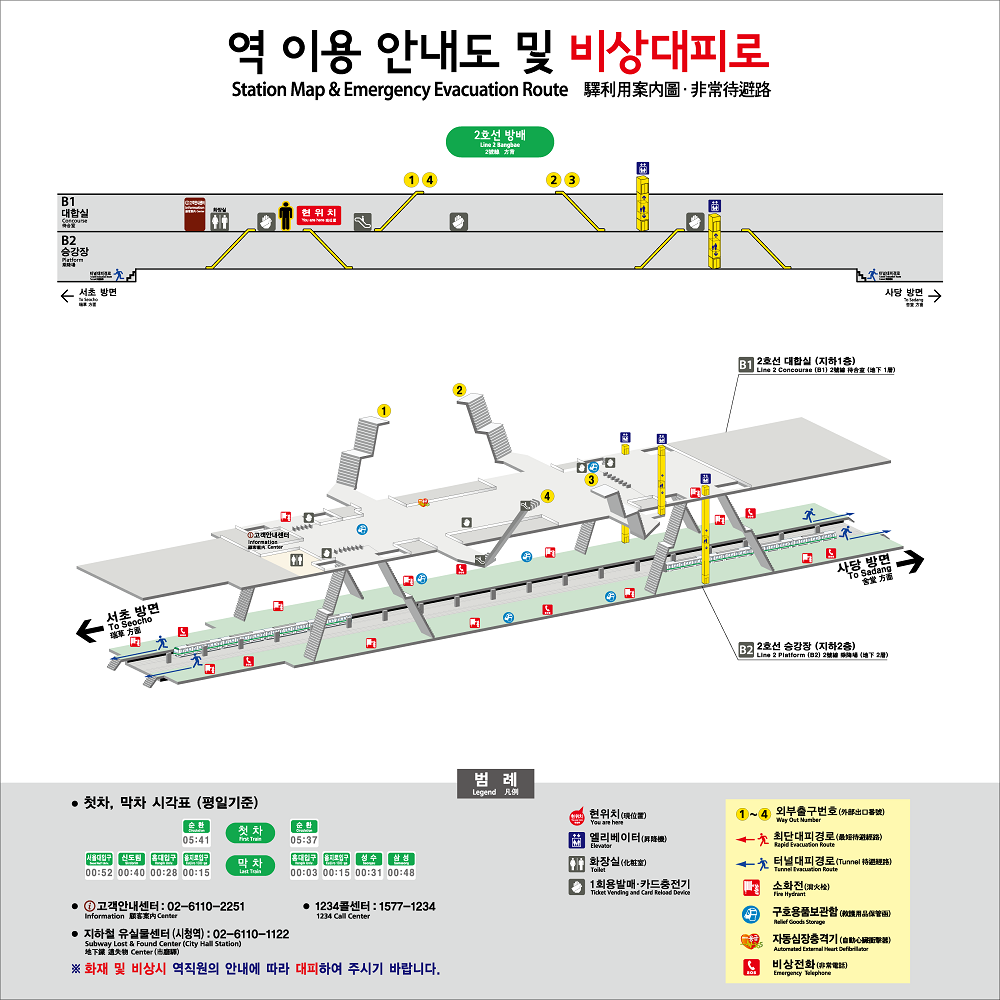 역 이용 안내도 및 비상대피로
Station Map & Emergency Evacuation Route 驛利用案內圖·非常待避路
2호선 방배
Line 2 Bangbae
2號線 方背
1 4
2 3
B1
대합실
Concourse
待合室
고객안내센터
Information
화장실
현위치
You are here
B2
승강장
Platform
乘降場
터널대피경로
터널대피경로
서초 방면
To Seocho
瑞草 方面
사당 방면
To Sadang
舍堂 方面
B1 2호선 대합실 (지하1층)
Line 2 Concourse (B1) 2號線 待合室 (地下 1層)
1
2
3
4
고객안내센터
Information
顧客案內 Center
서초 방면
To Seocho
瑞草 方面
사당 방면
To Sadang
舍堂 方面
B2 2호선 승강장 (지하2층)
Line 2 Platform (B2) 2號線 乘降場 (地下 2層)
범 례
Legend 凡例
• 첫차, 막차 시각표 (평일기준)
순환 Circulation 05:41
첫 차
First Train
순환 Circulation 05:37
서울대입구 00:52
신도림 00:40
홍대입구 00:28
을지로입구 00:15
막 차
Last Train
홍대입구 00:03
을지로입구 00:15
성수 00:31
삼성 00:48
• 고객안내센터 : 02-6110-2251
Information 顧客案內 Center
• 1234콜센터 : 1577-1234
1234 Call Center
• 지하철 유실물센터 (시청역) : 02-6110-1122
Subway Lost & Found Center (City Hall Station)
地下鐵 遺失物 Center (市廳驛)
※ 화재 및 비상시 역직원의 안내에 따라 대피하여 주시기 바랍니다.
현위치(現位置)
You are here
엘리베이터(昇降機)
Elevator
화장실(化粧室)
Toilet
1회용발매·카드충전기
Ticket Vending and Card Reload Device
1 ~ 4 외부출구번호(外部出口番號)
Way Out Number
최단대피경로(最短待避經路)
Rapid Evacuation Route
터널대피경로(Tunnel 待避經路)
Tunnel Evacuation Route
소화전(消火栓)
Fire Hydrant
구호용품보관함(救護用品保管函)
Relief Goods Storage
자동심장충격기(自動心臟衝擊器)
Automated External Heart Defibrillator
SOS
비상전화(非常電話)
Emergency Telephone